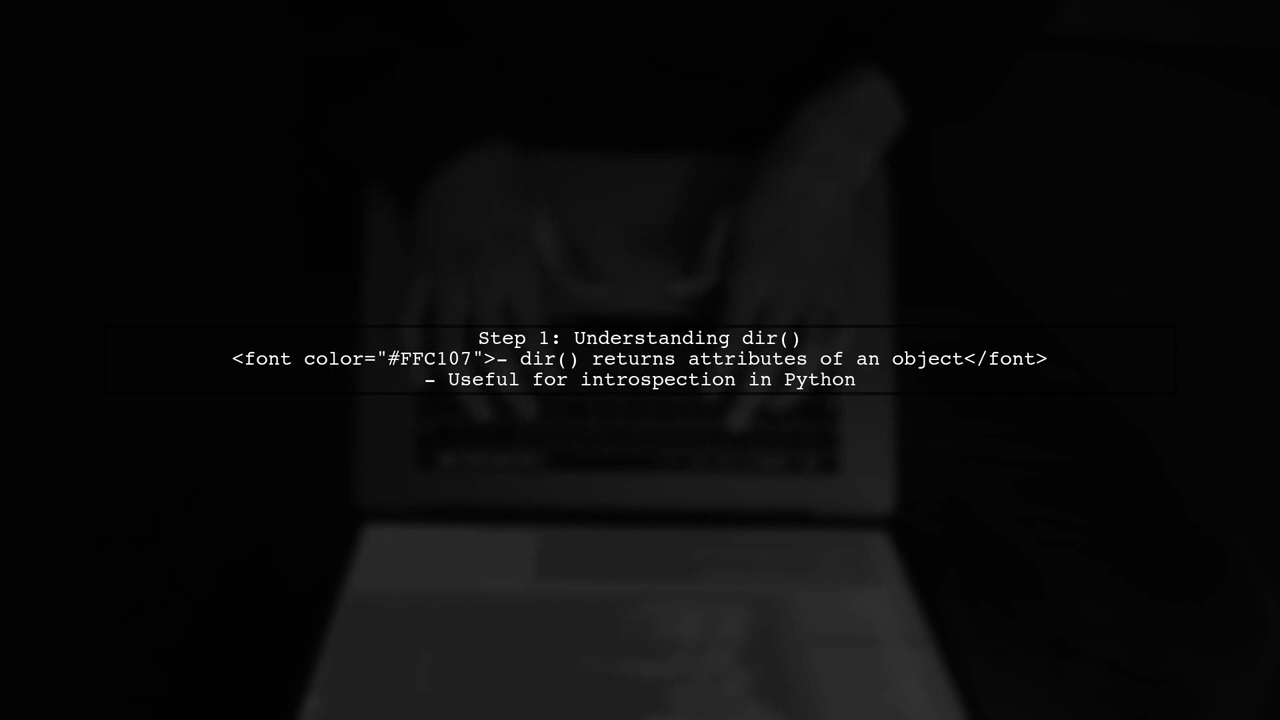 Step 1: Understanding dir()
<font color="#FFC107">- dir() returns attributes of an object</font>
- Useful for introspection in Python